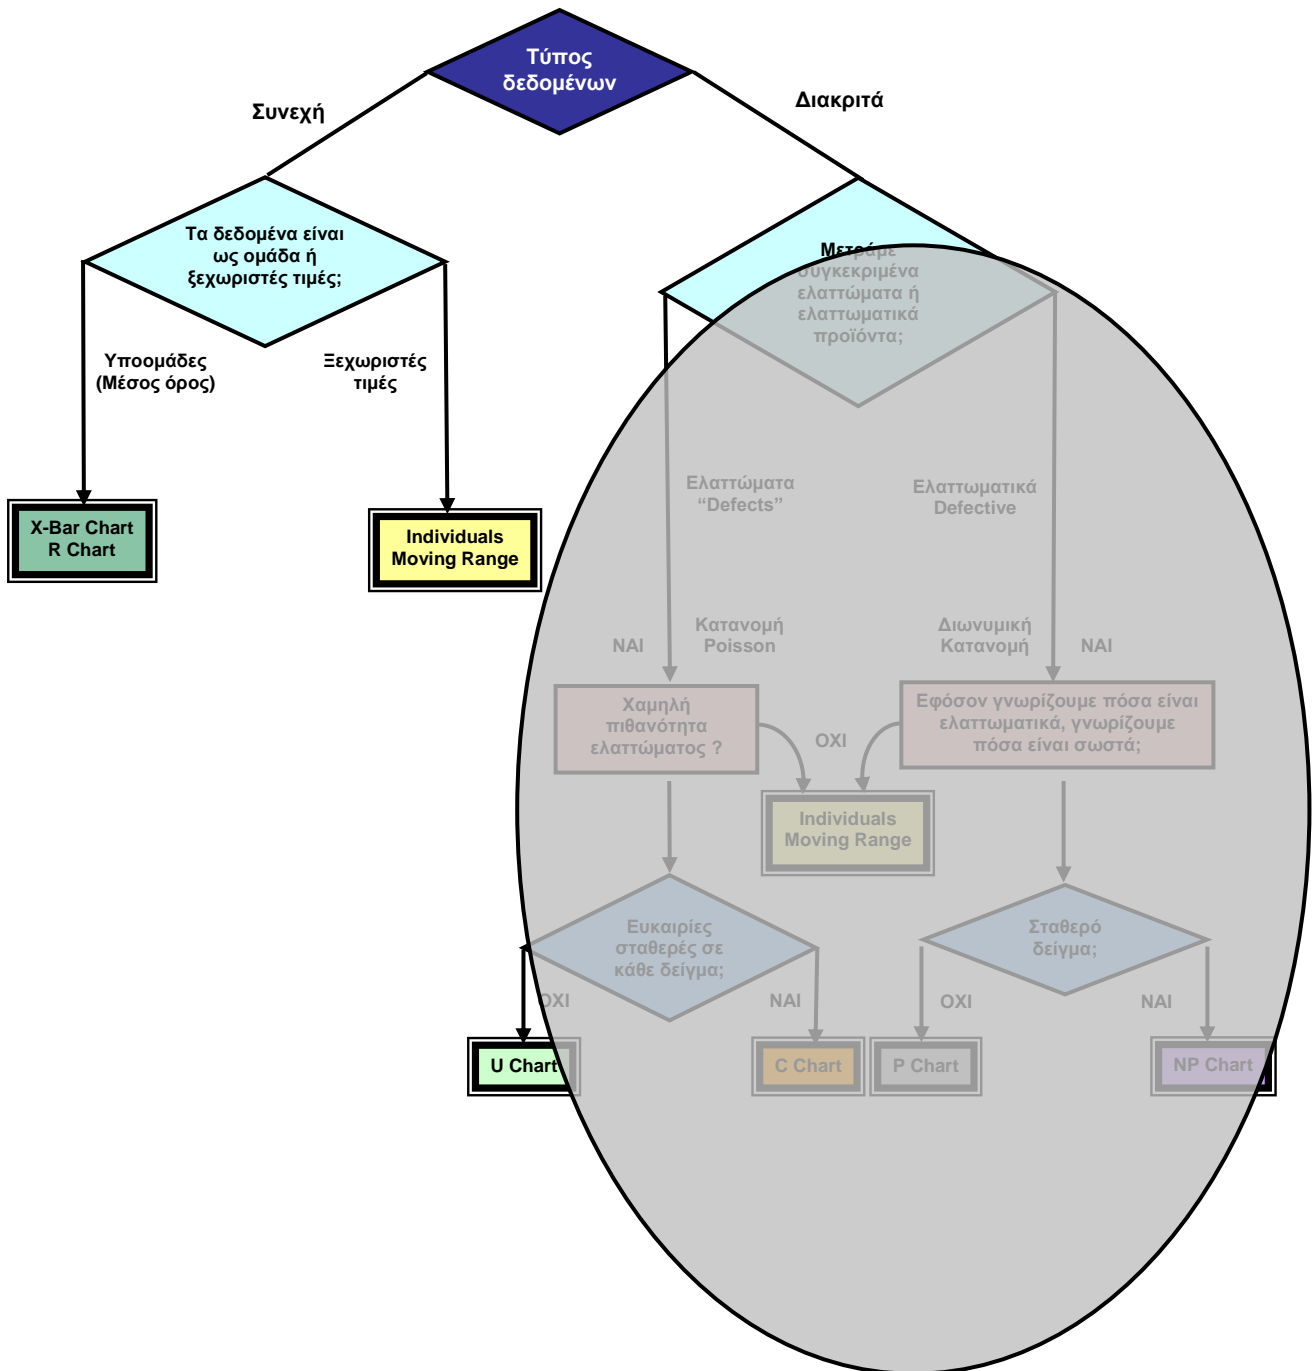 Τύπος
δεδομένων
Συνεχή
Διακριτά
Τα δεδομένα είναι
ως ομάδα ή
ξεχωριστές τιμές;
Μετράμε
συγκεκριμένα
ελαττώματα ή
ελαττωματικά
προϊόντα;
Υποομάδες
(Μέσος όρος)
Ξεχωριστές
τιμές
Ελαττώματα
“Defects”
Ελαττωματικά
Defective
X-Bar Chart
R Chart
Individuals
Moving Range
ΝΑΙ
Κατανομή
Poisson
Διωνυμική
Κατανομή
ΝΑΙ
Χαμηλή
πιθανότητα
ελαττώματος ?
ΟΧΙ
Εφόσον γνωρίζουμε πόσα είναι
ελαττωματικά, γνωρίζουμε
πόσα είναι σωστά;
Individuals
Moving Range
Ευκαιρίες
σταθερές σε
κάθε δείγμα;
Σταθερό
δείγμα;
ΟΧΙ
ΝΑΙ
ΟΧΙ
ΝΑΙ
U Chart
C Chart
P Chart
NP Chart